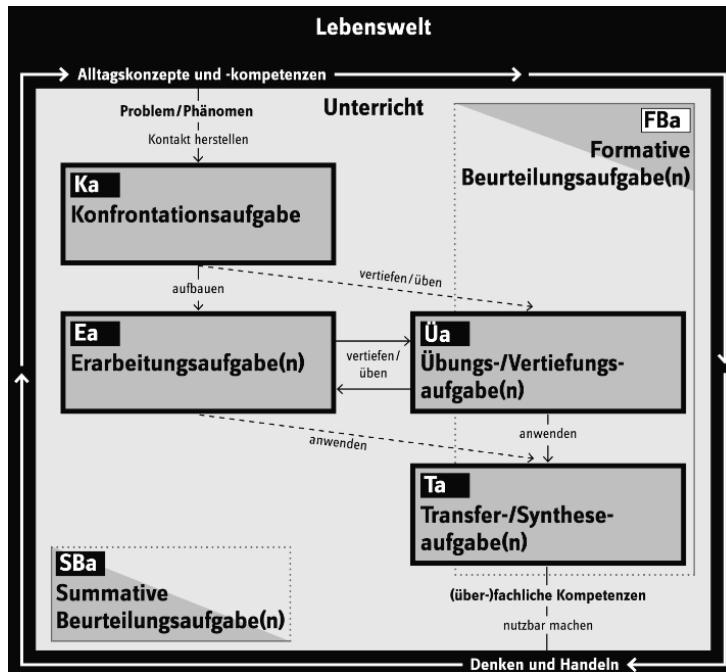 Lebenswelt
Alltagskonzepte und -kompetenzen
Problem/Phänomen
Kontakt herstellen
Unterricht
FBa
Formative
Beurteilungsaufgabe(n)
Ka
Konfrontationsaufgabe
aufbauen
vertiefen/üben
Ea
Erarbeitungsaufgabe(n)
vertiefen/
üben
Üa
Übungs-/Vertiefungs-
aufgabe(n)
anwenden
anwenden
Ta
Transfer-/Synthese-
aufgabe(n)
SBa
Summative
Beurteilungsaufgabe(n)
(über-)fachliche Kompetenzen
nutzbar machen
Denken und Handeln